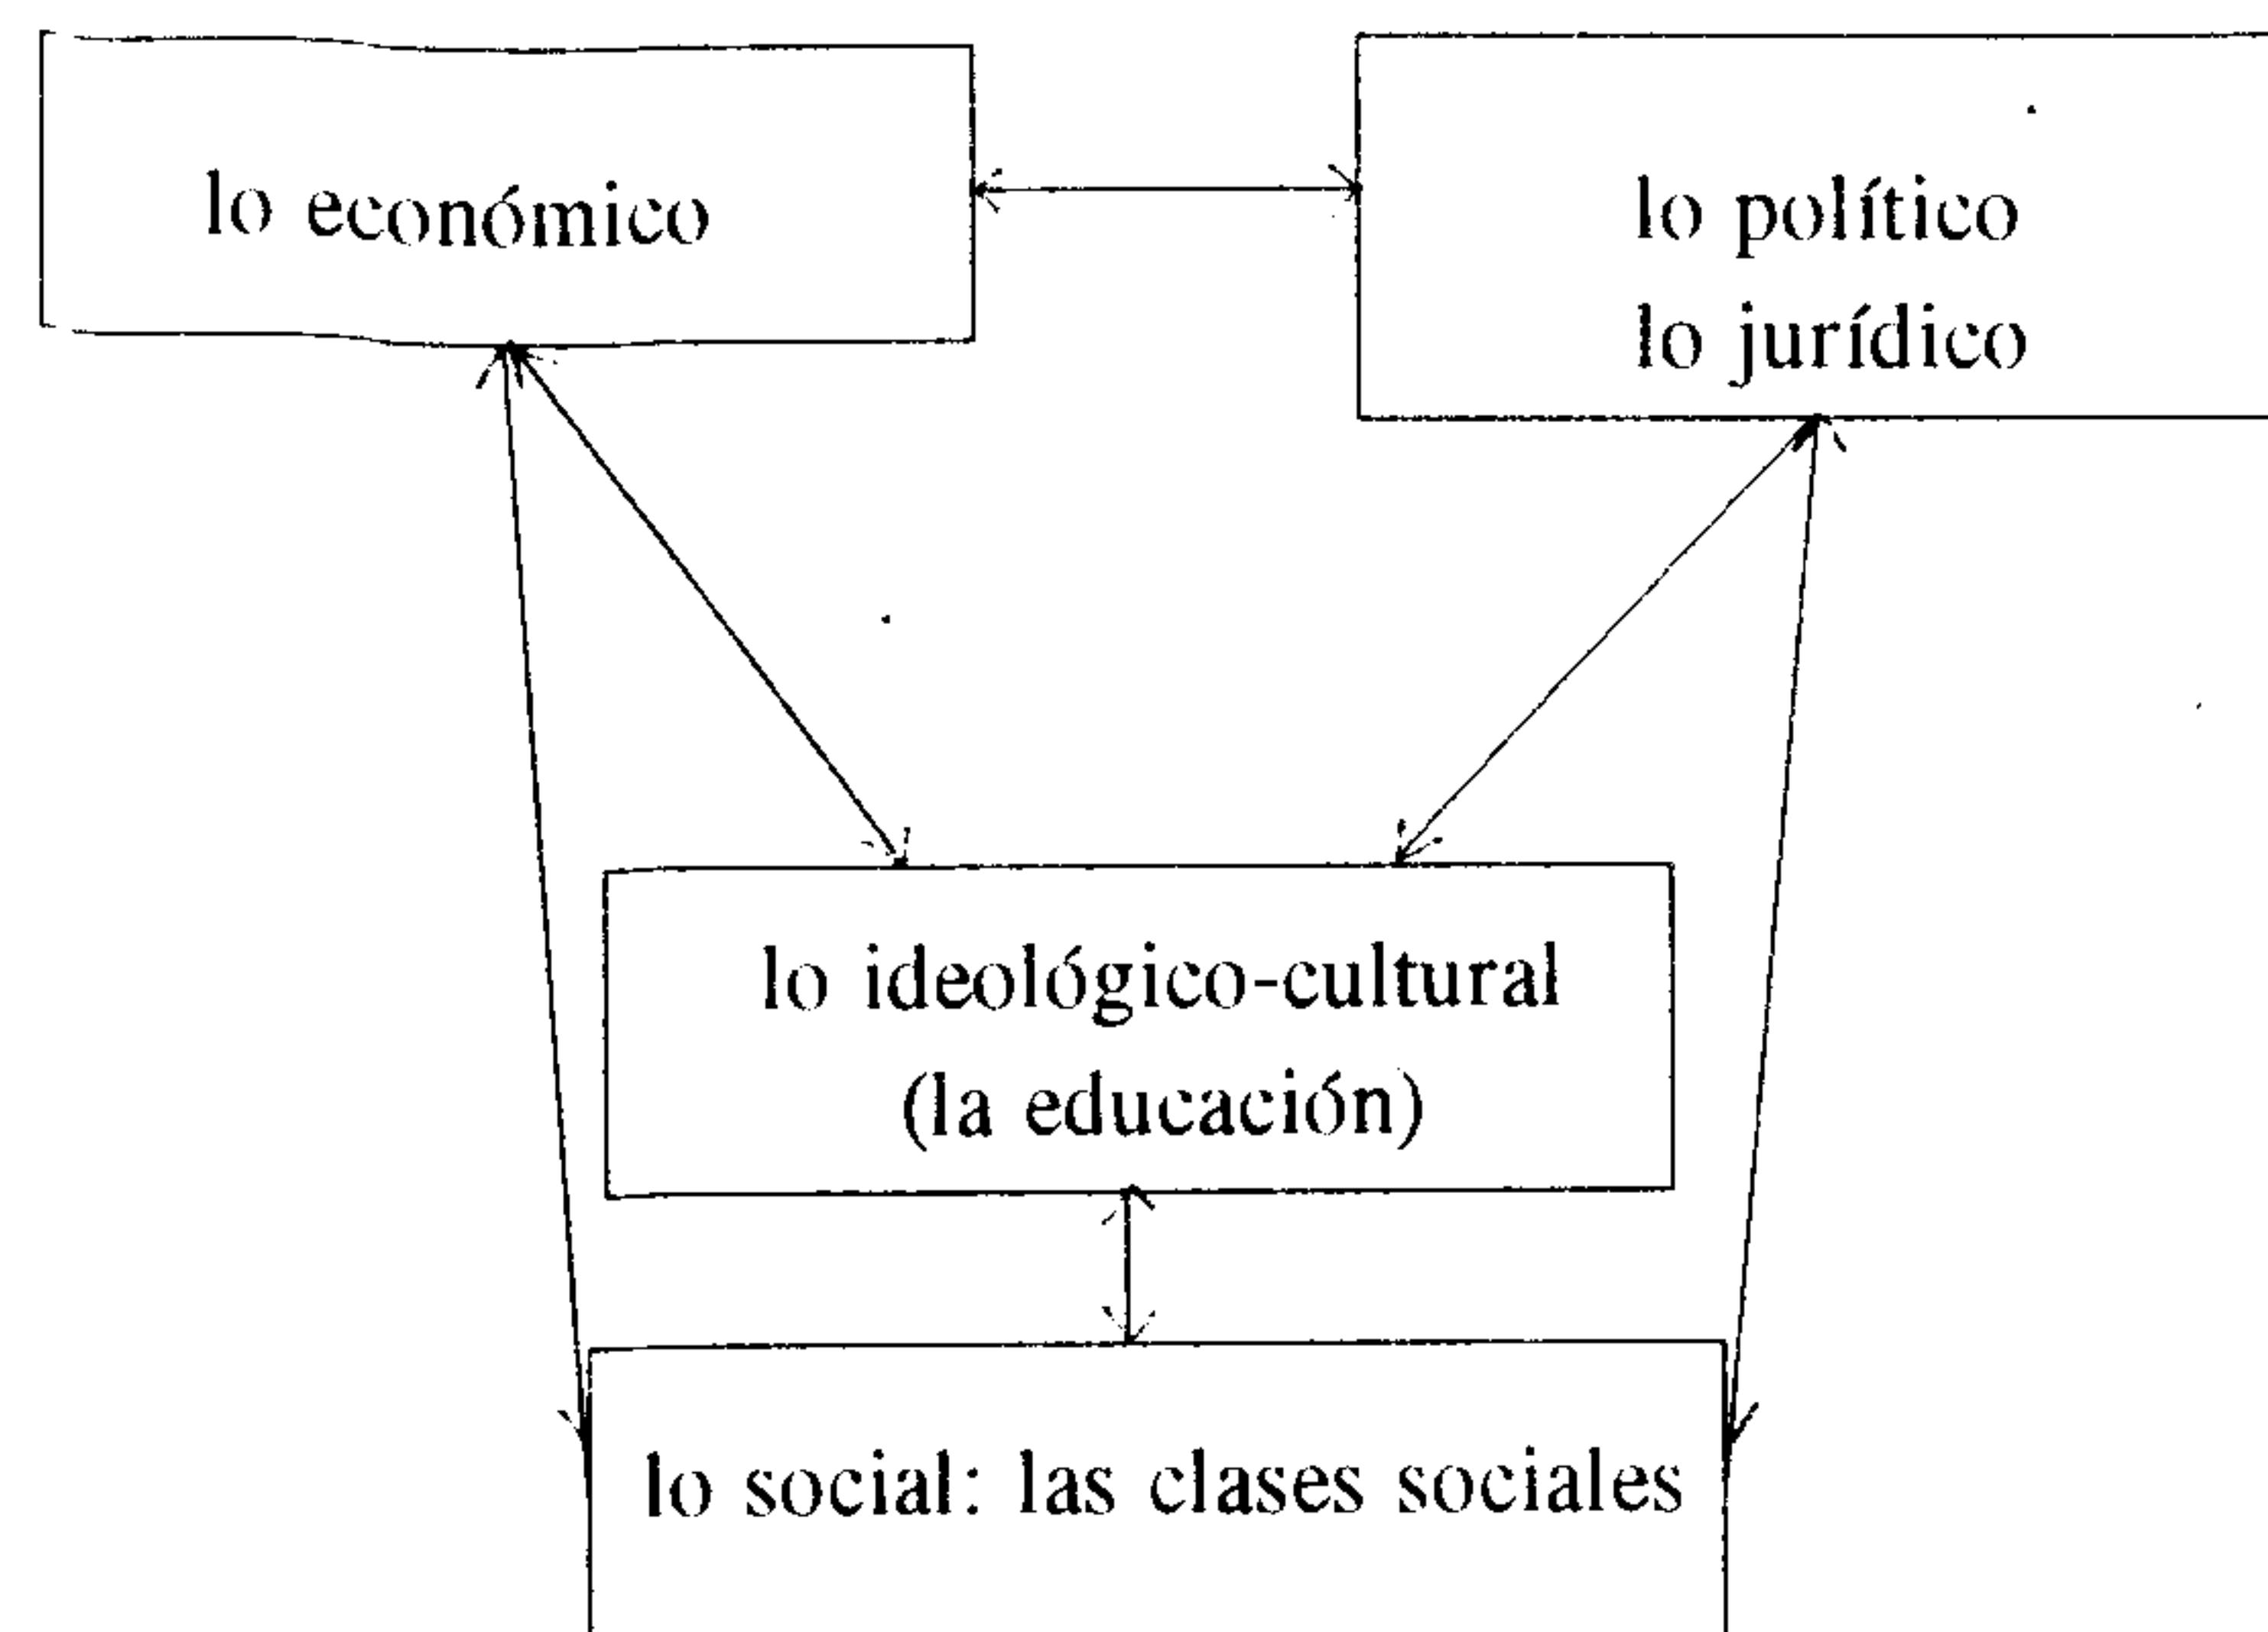 lo económico
lo político
lo jurídico
lo ideológico-cultural
(la educación)
lo social: las clases sociales